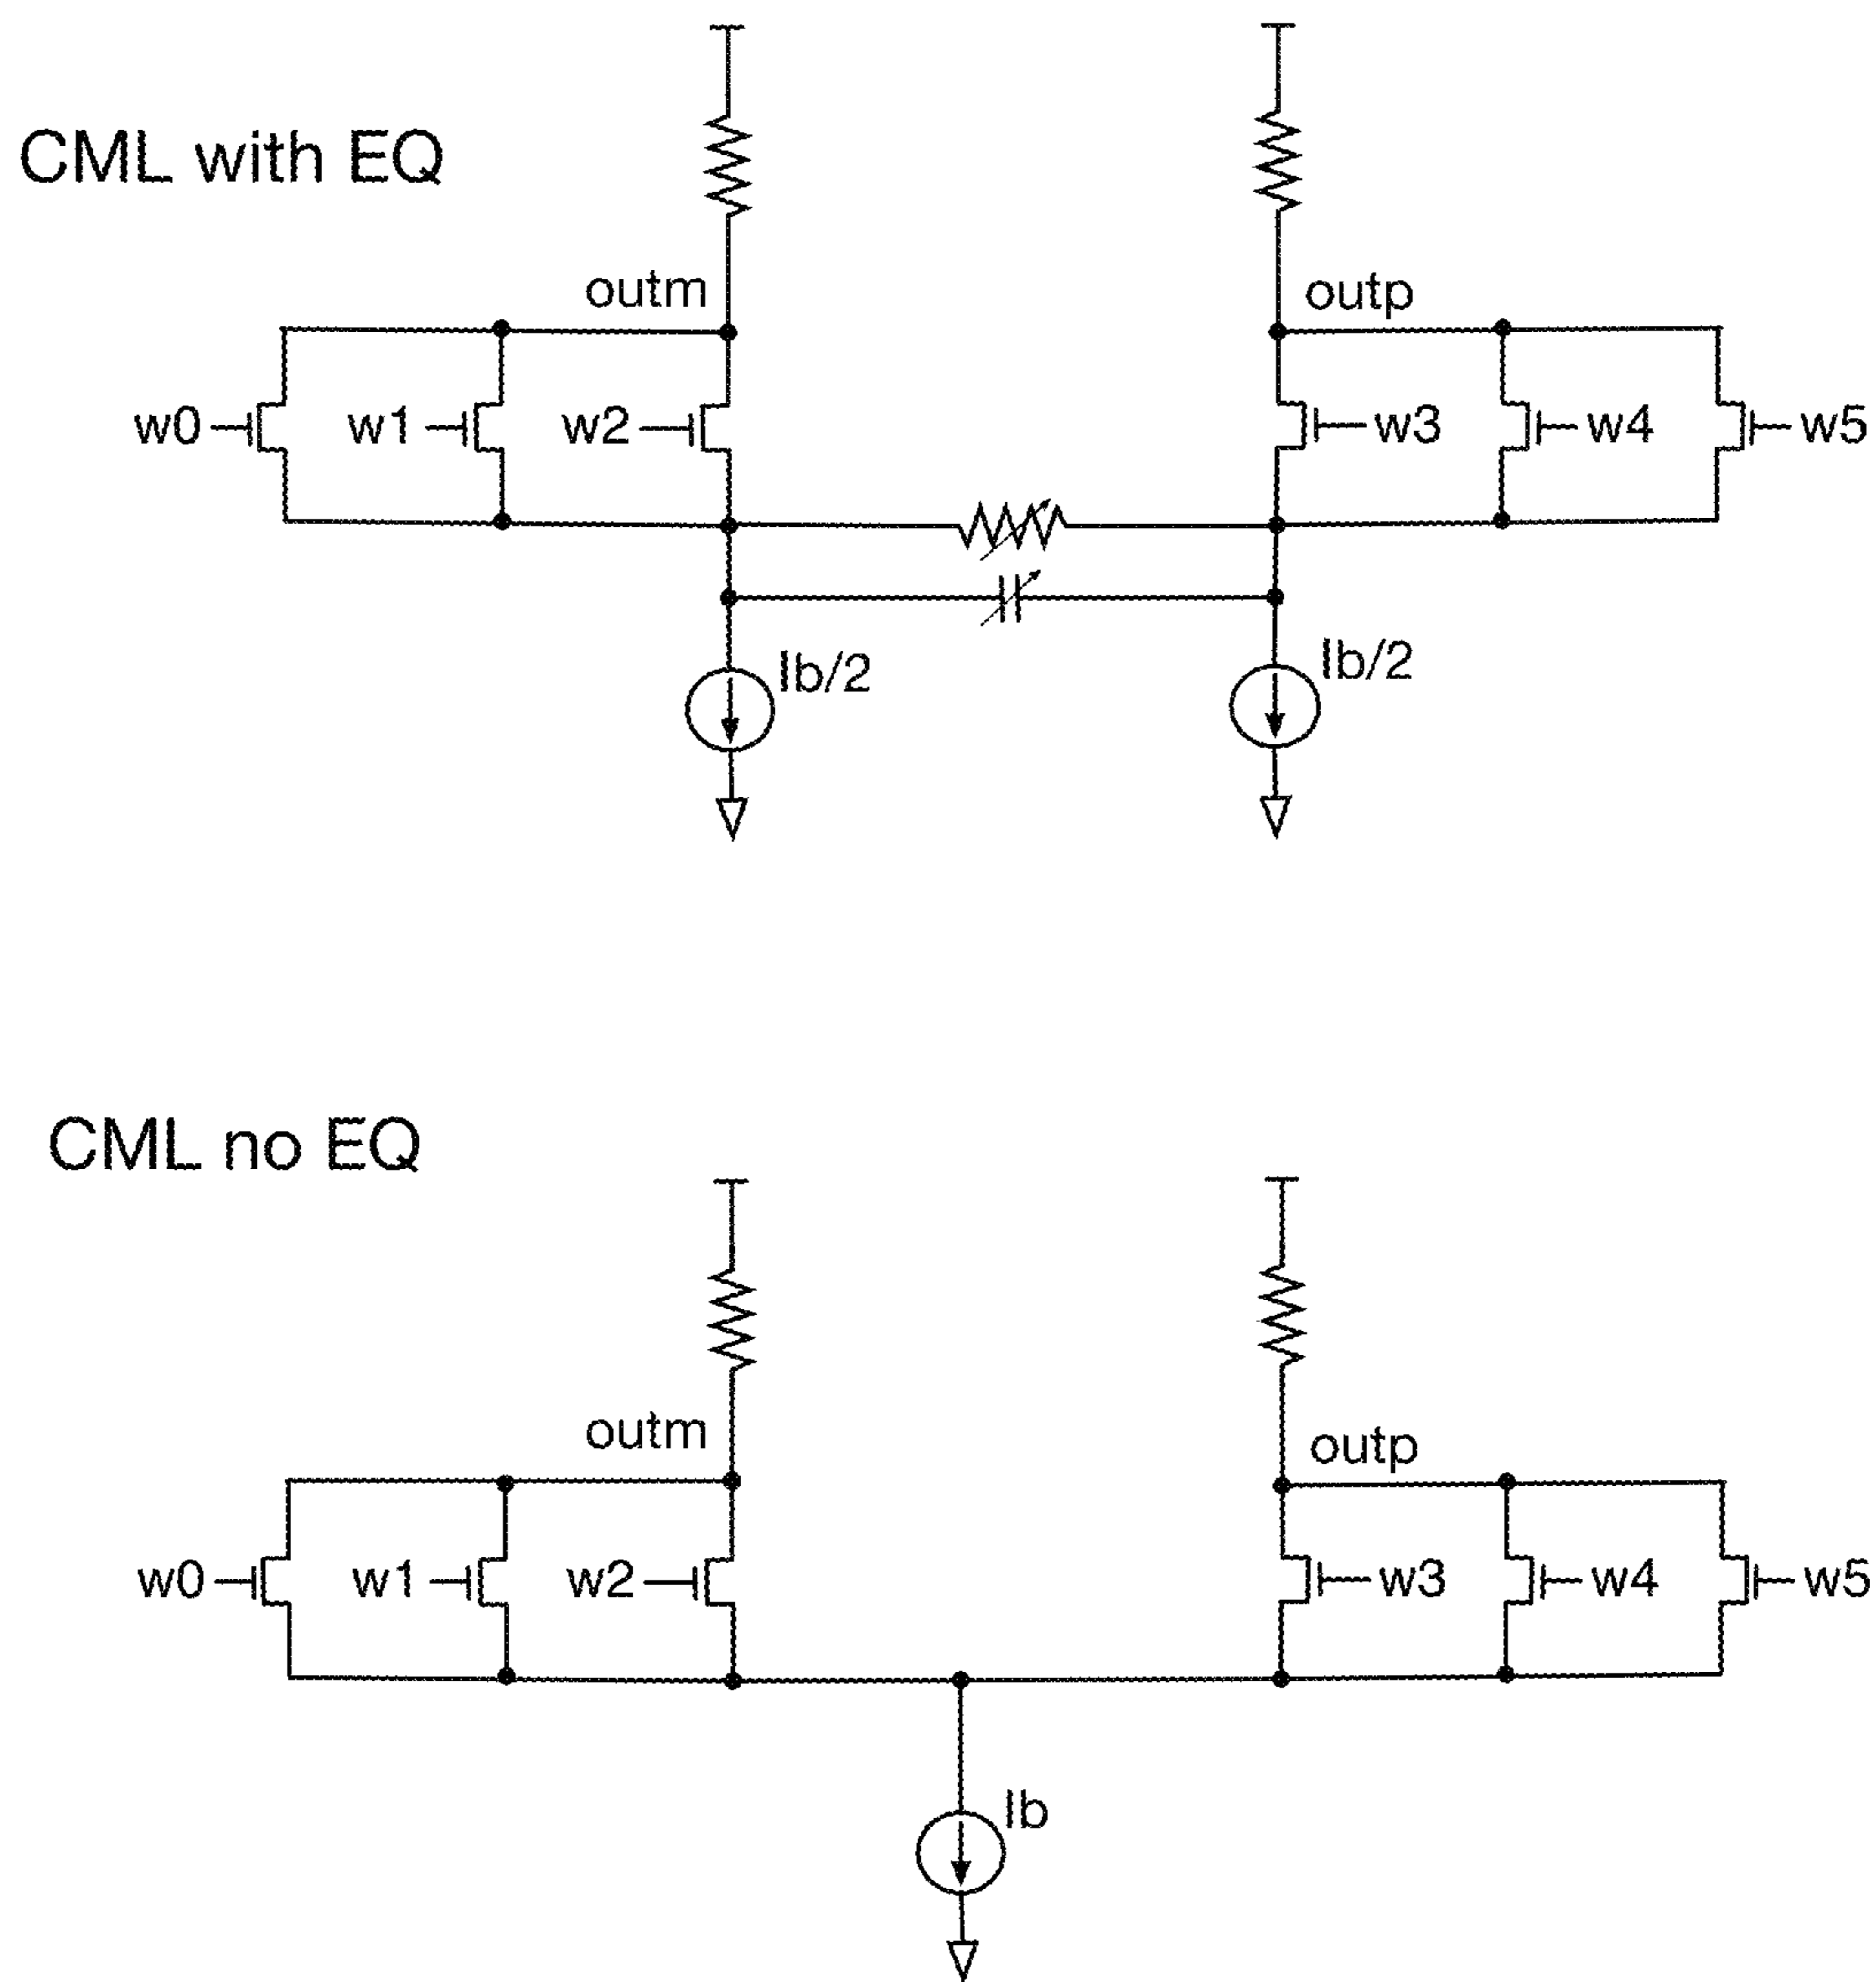 CML with EQ
outm outp
w0 w1 w2 w3 w4 w5
Ib/2 Ib/2
CML no EQ
outm outp
w0 w1 w2 w3 w4 w5
Ib